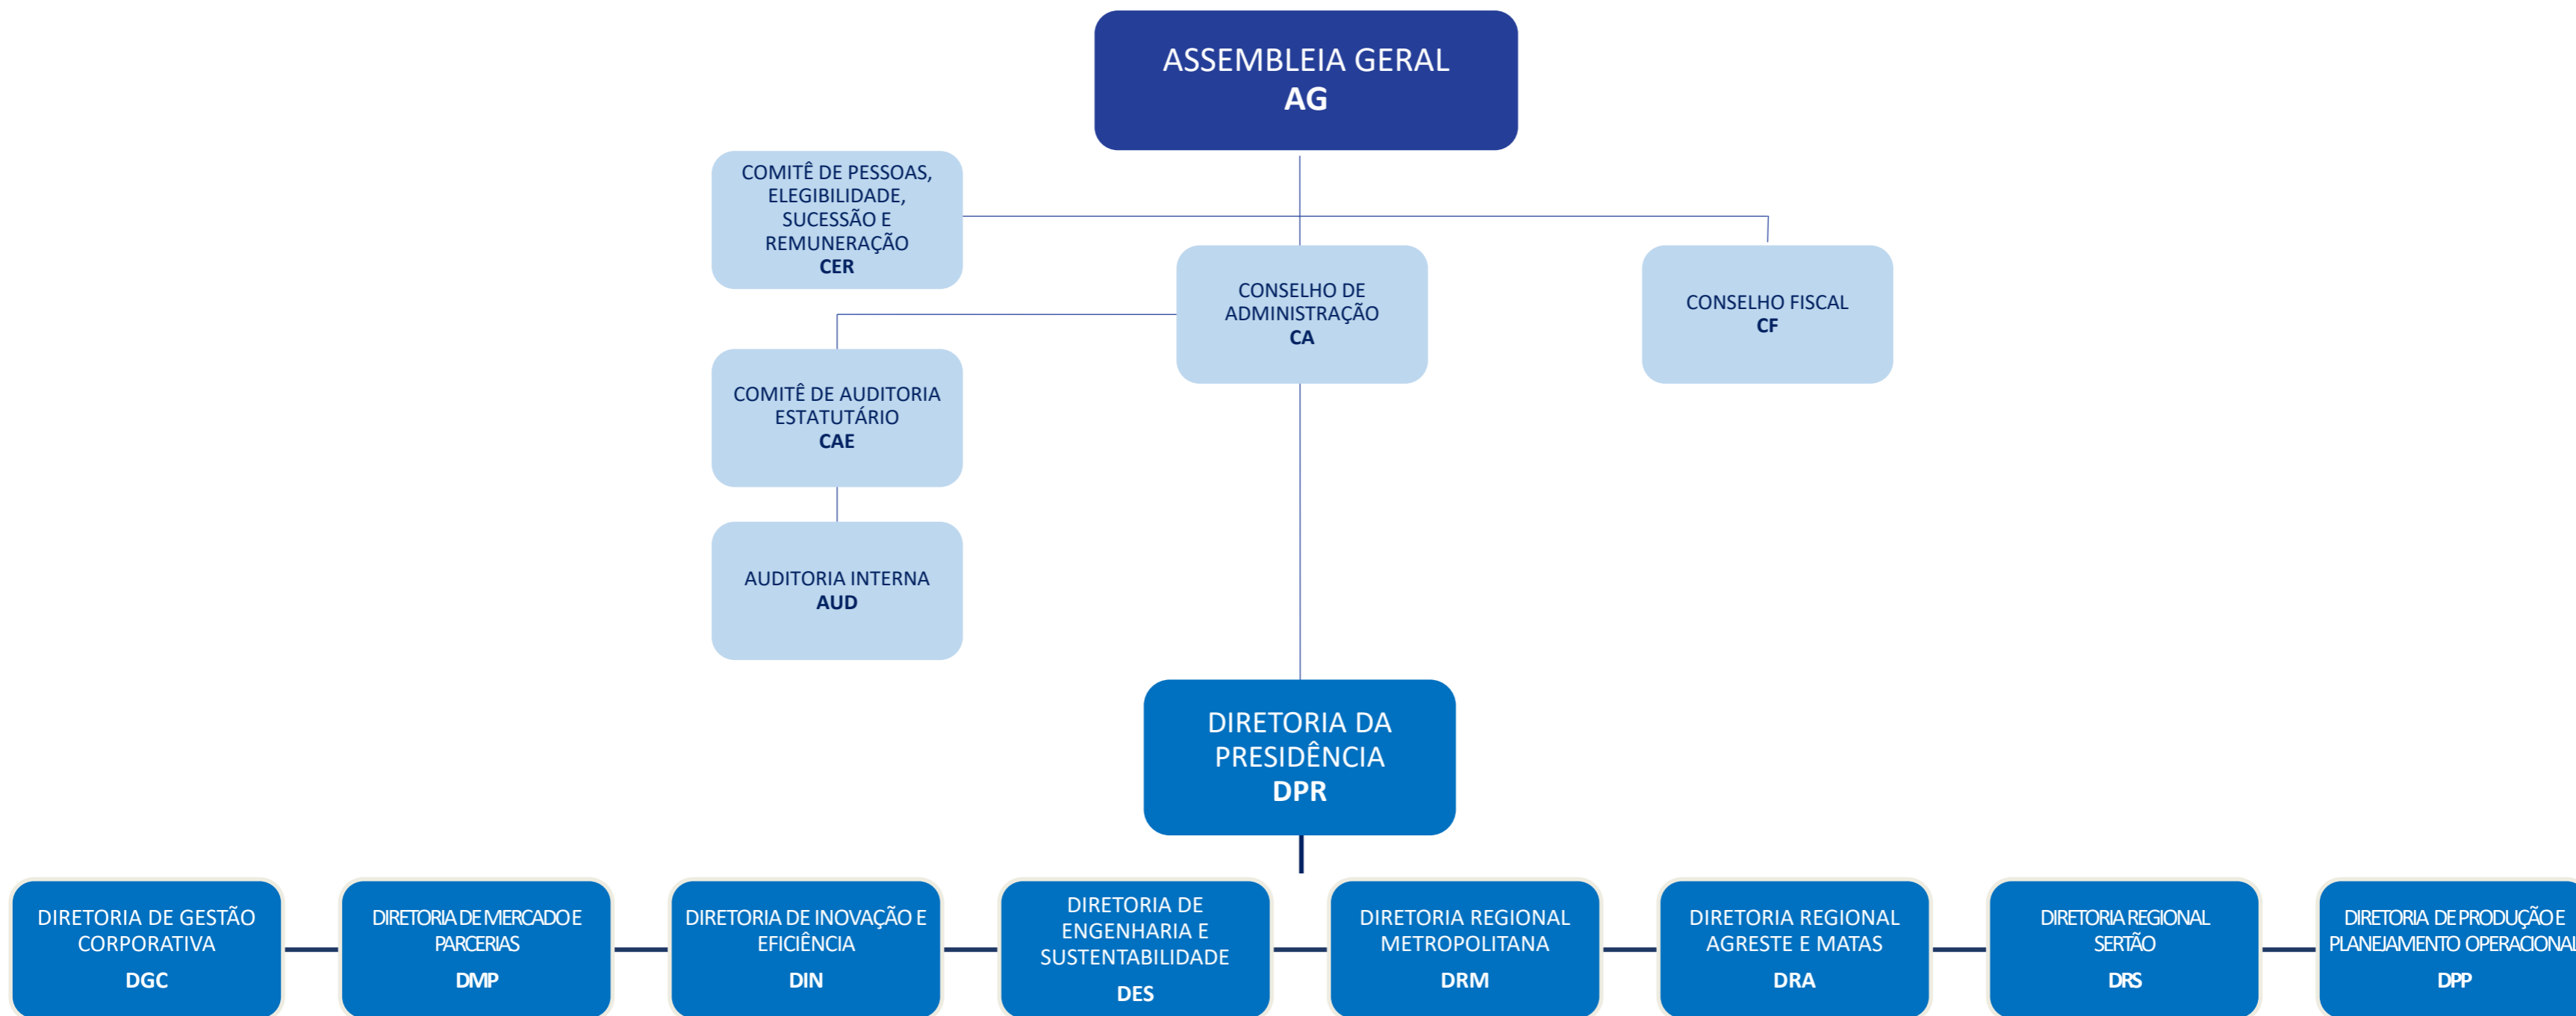 ASSEMBLEIA GERAL
AG
COMITÊ DE PESSOAS,
ELEGIBILIDADE,
SUCESSÃO E
REMUNERAÇÃO
CER
CONSELHO DE
ADMINISTRAÇÃO
CA
CONSELHO FISCAL
CF
COMITÊ DE AUDITORIA
ESTATUTÁRIO
CAE
AUDITORIA INTERNA
AUD
DIRETORIA DA
PRESIDÊNCIA
DPR
DIRETORIA DE GESTÃO
CORPORATIVA
DGC
DIRETORIA DE MERCADO E
PARCERIAS
DMP
DIRETORIA DE INOVAÇÃO E
EFICIÊNCIA
DIN
DIRETORIA DE
ENGENHARIA E
SUSTENTABILIDADE
DES
DIRETORIA REGIONAL
METROPOLITANA
DRM
DIRETORIA REGIONAL
AGRESTE E MATAS
DRA
DIRETORIA REGIONAL
SERTÃO
DRS
DIRETORIA DE PRODUÇÃO E
PLANEJAMENTO OPERACIONAL
DPP